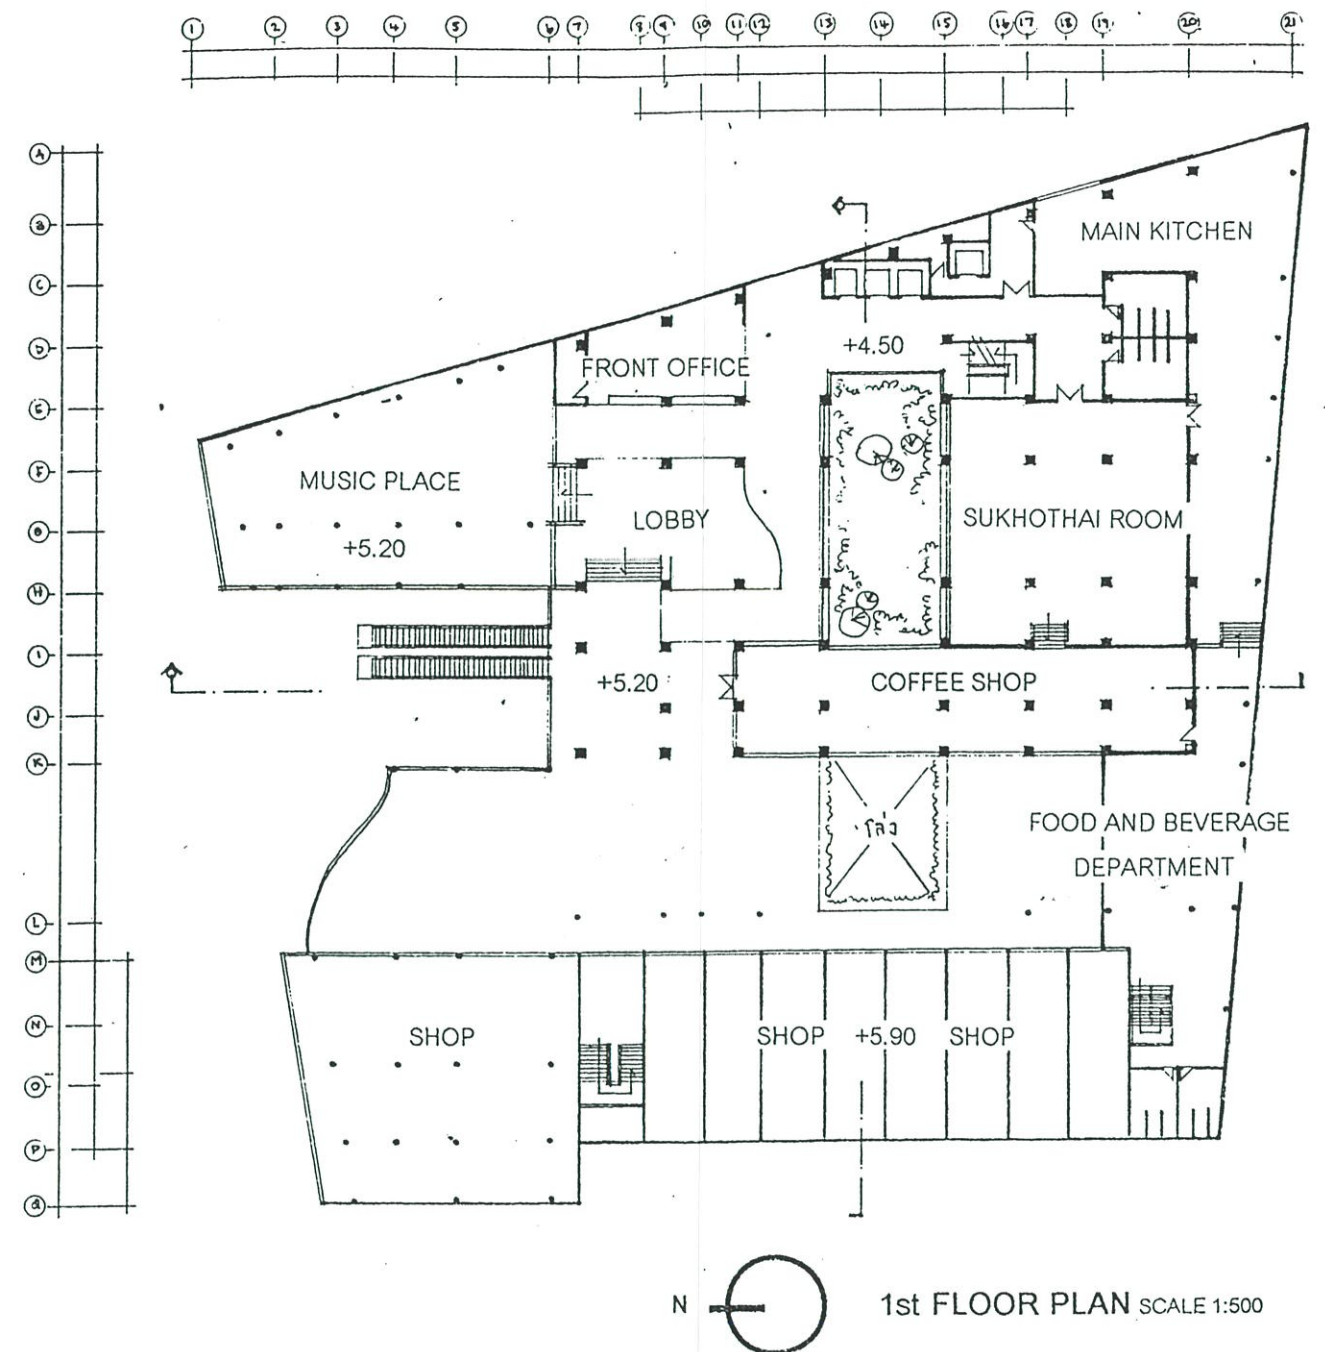 1 2 3 4 5 6 7 8 9 10 11 12 13 14 15 16 17 18 19 20 21
A
B
C
D
E
F
G
H
I
J
K
L
M
N
O
P
Q
MAIN KITCHEN
+4.50
FRONT OFFICE
MUSIC PLACE
+5.20
LOBBY
SUKHOTHAI ROOM
+5.20
COFFEE SHOP
โล่ง
FOOD AND BEVERAGE
DEPARTMENT
SHOP
SHOP
+5.90
SHOP
N
1st FLOOR PLAN SCALE 1:500